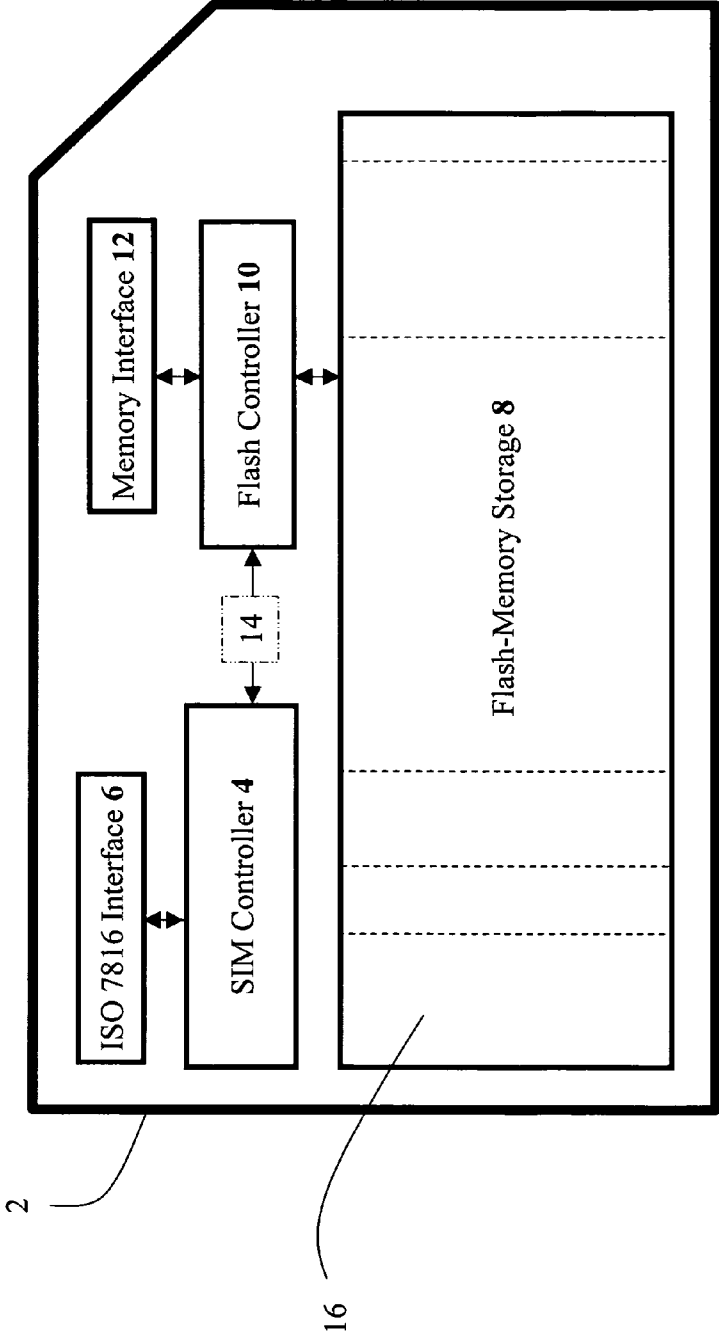 ISO 7816 Interface 6
Memory Interface 12
SIM Controller 4
14
Flash Controller 10
Flash-Memory Storage 8
2
16